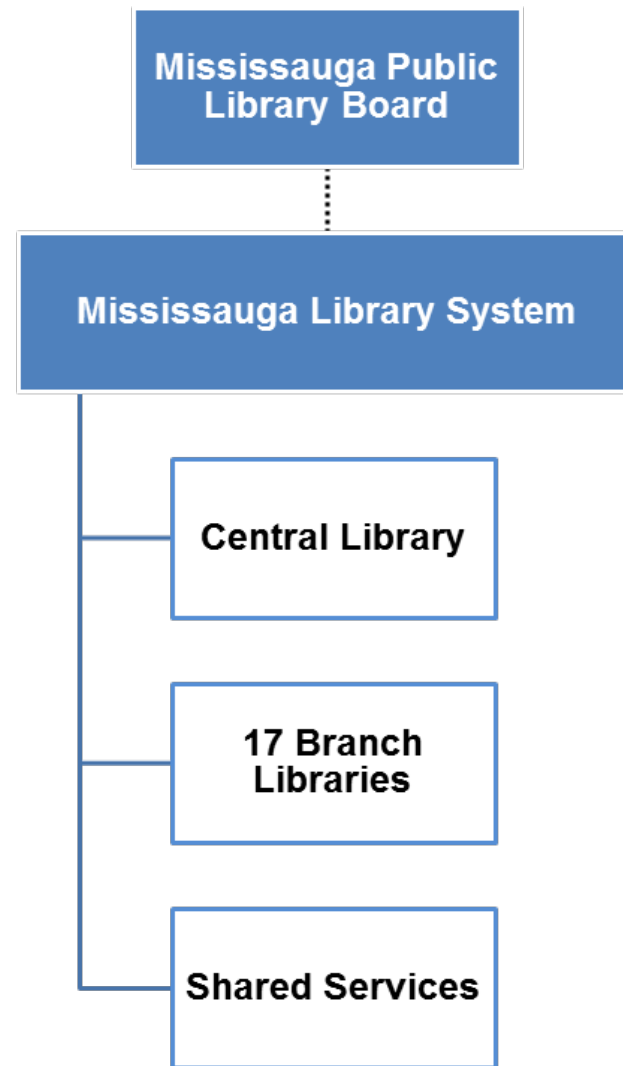 Mississauga Public
Library Board
Mississauga Library System
Central Library
17 Branch
Libraries
Shared Services